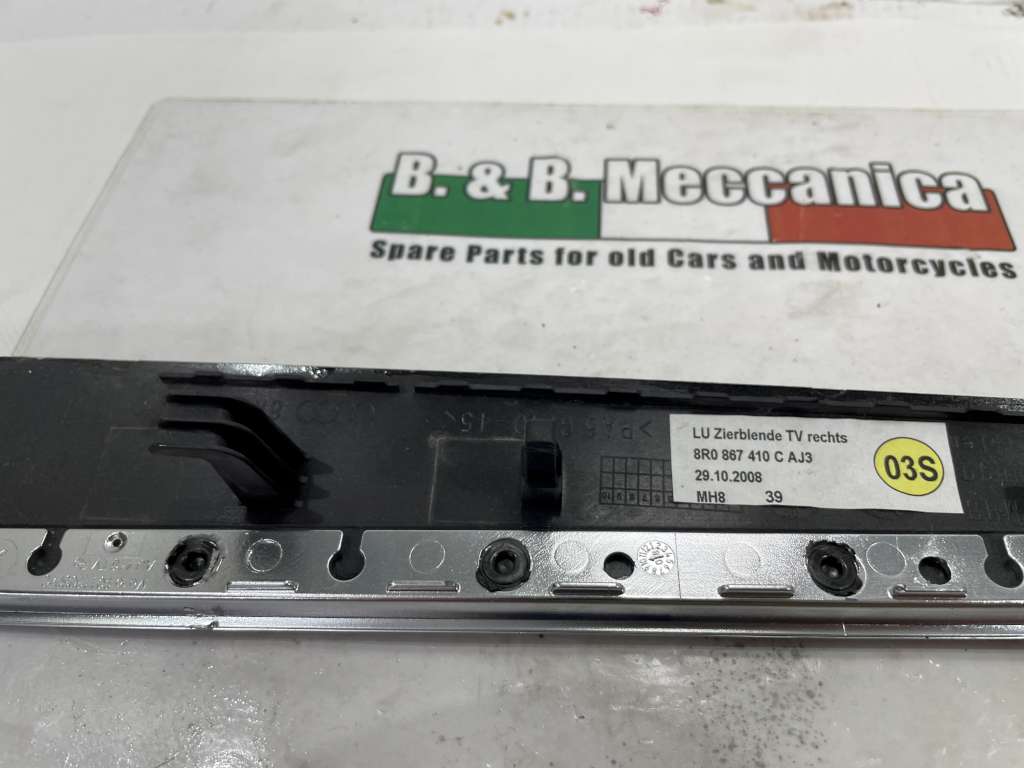 B. & B. Meccanica
Spare Parts for old Cars and Motorcycles
LU Zierblende TV rechts
8R0 867 410 C AJ3
29.10.2008
MH8 39
03S